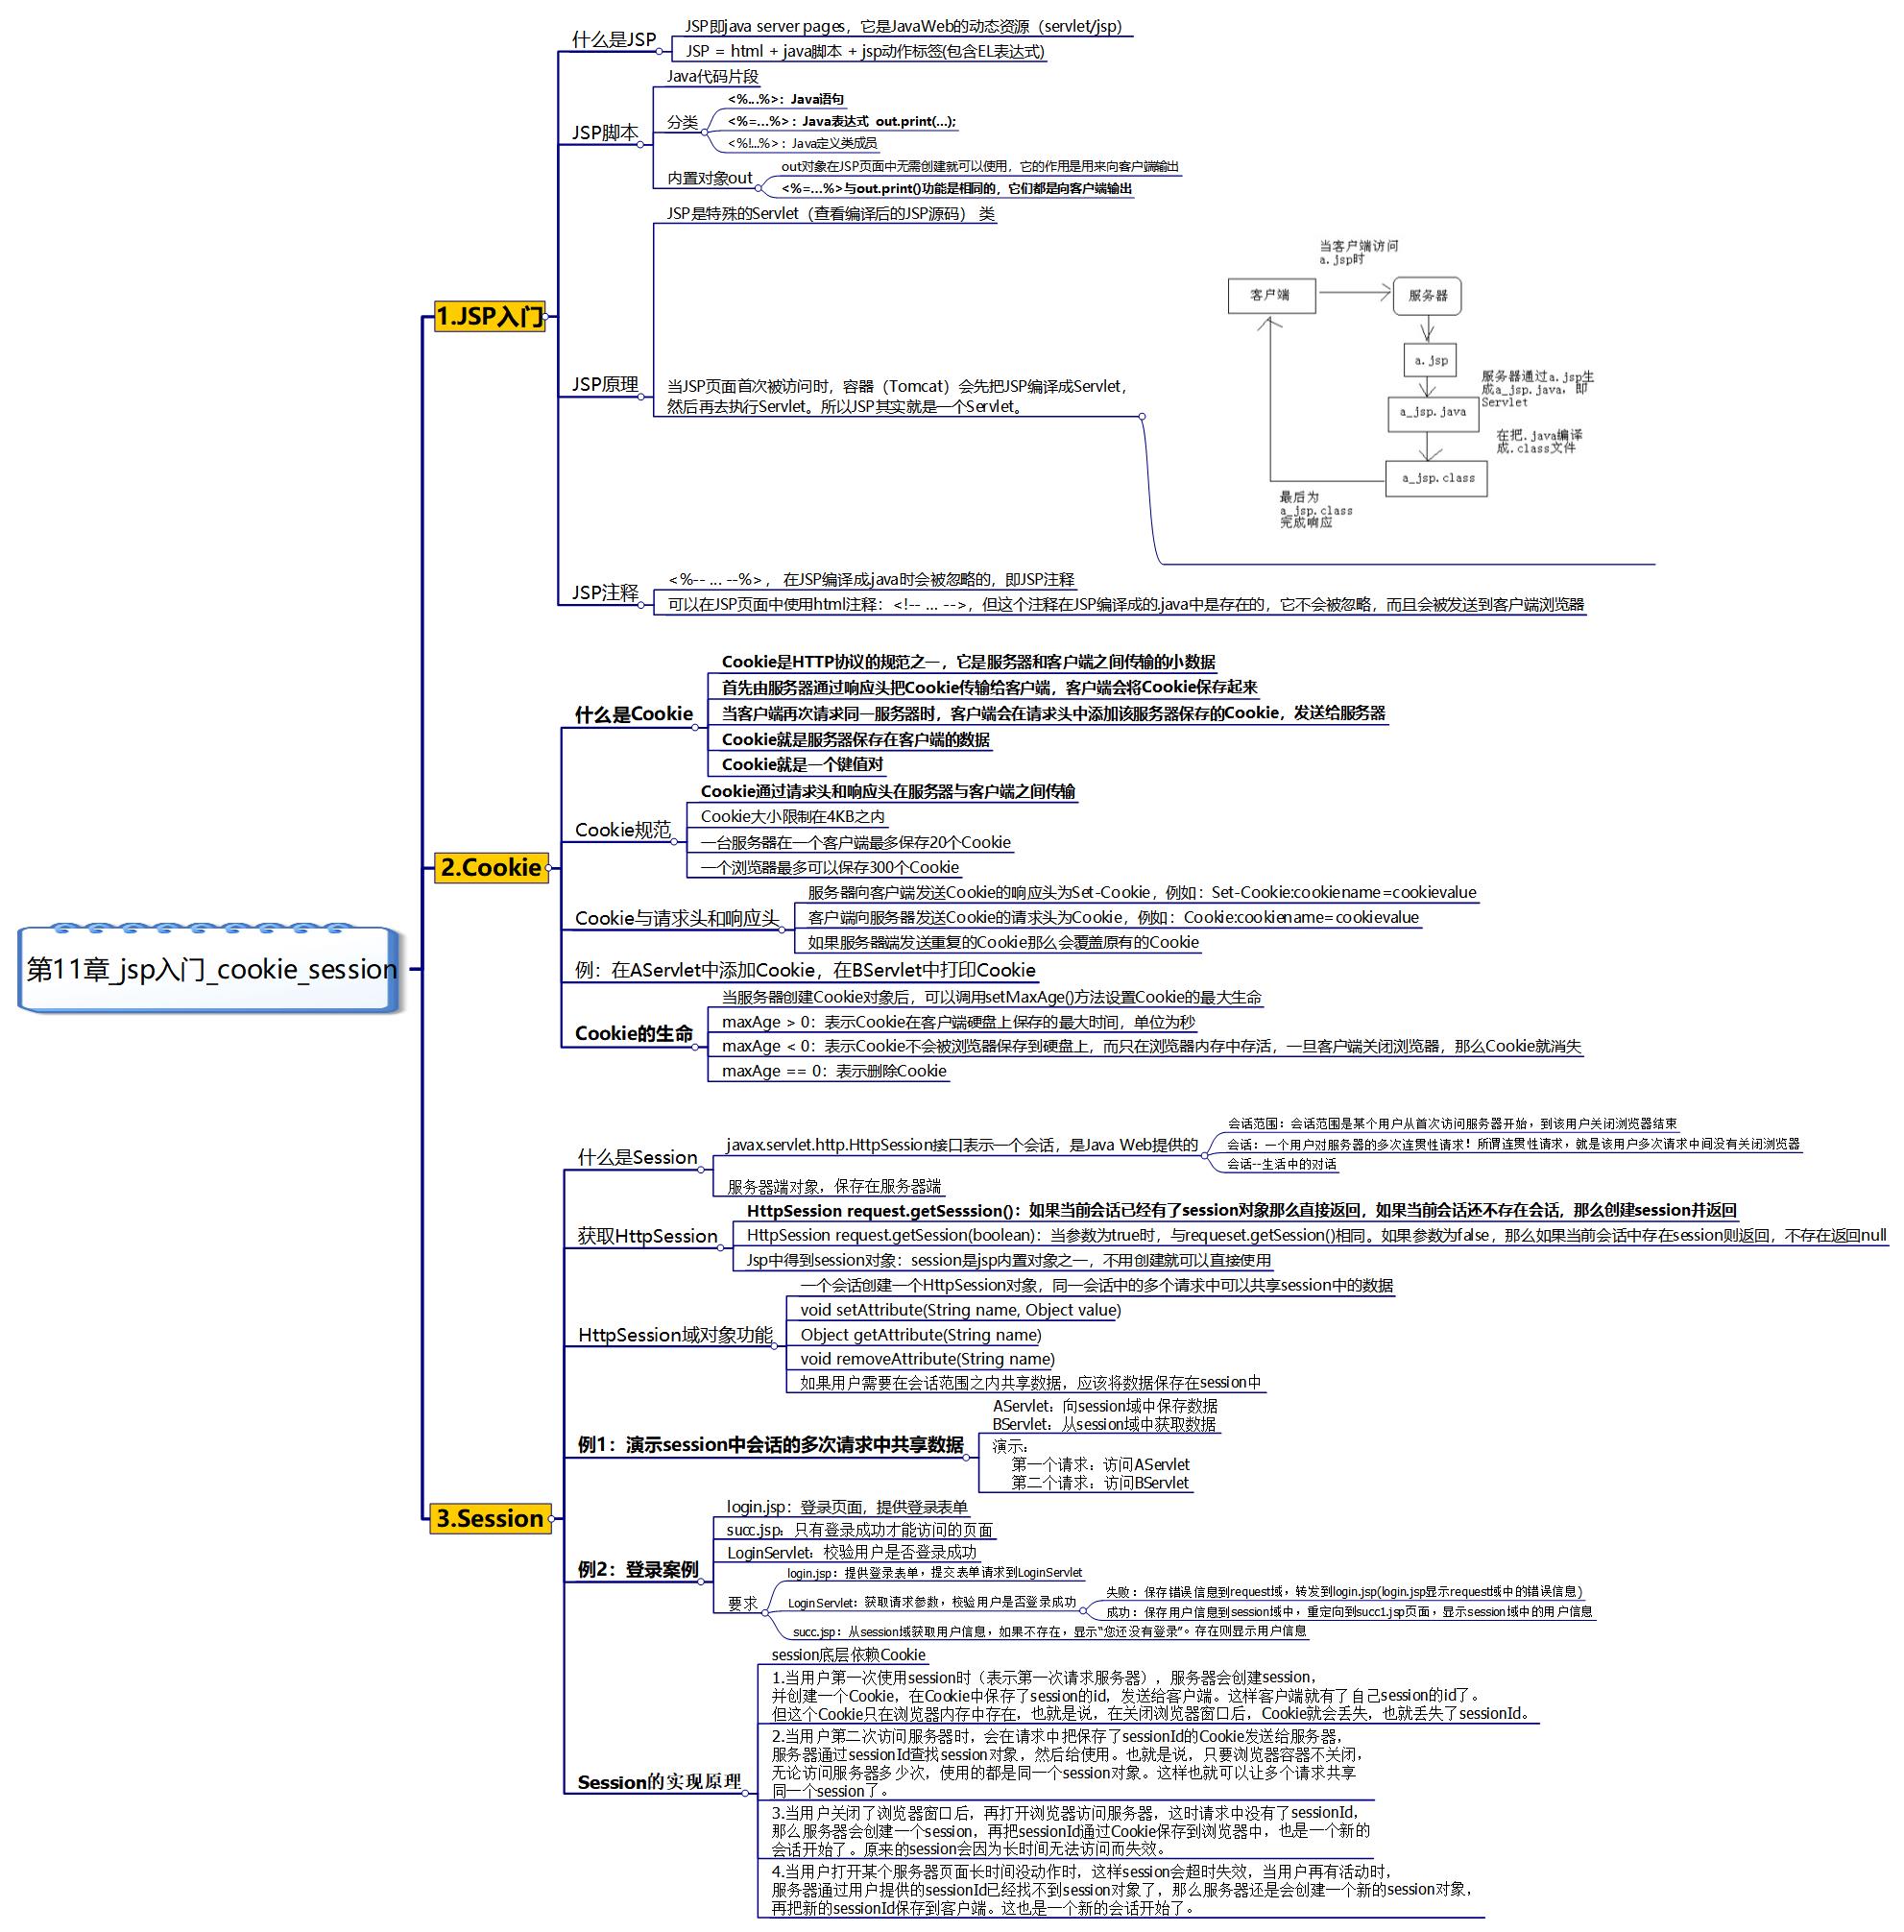 第11章_jsp入门_cookie_session
1.JSP入门
什么是JSP
JSP即java server pages，它是JavaWeb的动态资源（servlet/jsp）
JSP = html + java脚本 + jsp动作标签(包含EL表达式)
JSP脚本
Java代码片段
分类
<%...%>：Java语句
<%=...%>：Java表达式 out.print(...);
<%!...%>：Java定义类成员
内置对象out
out对象在JSP页面中无需创建就可以使用，它的作用是用来向客户端输出
<%=...%>与out.print()功能是相同的，它们都是向客户端输出
JSP原理
JSP是特殊的Servlet（查看编译后的JSP源码） 类
当JSP页面首次被访问时，容器（Tomcat）会先把JSP编译成Servlet，
然后再去执行Servlet。所以JSP其实就是一个Servlet。
当客户端访问
a.jsp时
客户端
服务器
a.jsp
服务器通过a.jsp生
成a_jsp.java，即
Servlet
a_jsp.java
在把.java编译
成.class文件
a_jsp.class
最后为
a_jsp.class
完成响应
JSP注释
<%-- ... --%>， 在JSP编译成java时会被忽略的，即JSP注释
可以在JSP页面中使用html注释：<!-- ... -->，但这个注释在JSP编译成的.java中是存在的，它不会被忽略，而且会被发送到客户端浏览器
2.Cookie
什么是Cookie
Cookie是HTTP协议的规范之一，它是服务器和客户端之间传输的小数据
首先由服务器通过响应头把Cookie传输给客户端，客户端会将Cookie保存起来
当客户端再次请求同一服务器时，客户端会在请求头中添加该服务器保存的Cookie，发送给服务器
Cookie就是服务器保存在客户端的数据
Cookie就是一个键值对
Cookie规范
Cookie通过请求头和响应头在服务器与客户端之间传输
Cookie大小限制在4KB之内
一台服务器在一个客户端最多保存20个Cookie
一个浏览器最多可以保存300个Cookie
Cookie与请求头和响应头
服务器向客户端发送Cookie的响应头为Set-Cookie，例如：Set-Cookie:cookiename=cookievalue
客户端向服务器发送Cookie的请求头为Cookie，例如：Cookie:cookiename=cookievalue
如果服务器端发送重复的Cookie那么会覆盖原有的Cookie
例：在AServlet中添加Cookie，在BServlet中打印Cookie
Cookie的生命
当服务器创建Cookie对象后，可以调用setMaxAge()方法设置Cookie的最大生命
maxAge > 0：表示Cookie在客户端硬盘上保存的最大时间，单位为秒
maxAge < 0：表示Cookie不会被浏览器保存到硬盘上，而只在浏览器内存中存活，一旦客户端关闭浏览器，那么Cookie就消失
maxAge == 0：表示删除Cookie
3.Session
什么是Session
javax.servlet.http.HttpSession接口表示一个会话，是Java Web提供的
会话范围：会话范围是某个用户从首次访问服务器开始，到该用户关闭浏览器结束
会话：一个用户对服务器的多次连贯性请求！所谓连贯性请求，就是该用户多次请求中间没有关闭浏览器
会话--生活中的对话
服务器端对象，保存在服务器端
获取HttpSession
HttpSession request.getSesssion()：如果当前会话已经有了session对象那么直接返回，如果当前会话还不存在会话，那么创建session并返回
HttpSession request.getSession(boolean)：当参数为true时，与requeset.getSession()相同。如果参数为false，那么如果当前会话中存在session则返回，不存在返回null
Jsp中得到session对象：session是jsp内置对象之一，不用创建就可以直接使用
HttpSession域对象功能
一个会话创建一个HttpSession对象，同一会话中的多个请求中可以共享session中的数据
void setAttribute(String name, Object value)
Object getAttribute(String name)
void removeAttribute(String name)
如果用户需要在会话范围之内共享数据，应该将数据保存在session中
例1：演示session中会话的多次请求中共享数据
AServlet：向session域中保存数据
BServlet：从session域中获取数据
演示：
第一个请求：访问AServlet
第二个请求：访问BServlet
例2：登录案例
login.jsp：登录页面，提供登录表单
succ.jsp：只有登录成功才能访问的页面
LoginServlet：校验用户是否登录成功
要求
login.jsp：提供登录表单，提交表单请求到LoginServlet
LoginServlet：获取请求参数，校验用户是否登录成功
失败：保存错误信息到request域，转发到login.jsp(login.jsp显示request域中的错误信息)
成功：保存用户信息到session域中，重定向到succ1.jsp页面，显示session域中的用户信息
succ.jsp：从session域获取用户信息，如果不存在，显示“您还没有登录”。存在则显示用户信息
Session的实现原理
session底层依赖Cookie
1.当用户第一次使用session时（表示第一次请求服务器），服务器会创建session，
并创建一个Cookie，在Cookie中保存了session的id，发送给客户端。这样客户端就有了自己session的id了。
但这个Cookie只在浏览器内存中存在，也就是说，在关闭浏览器窗口后，Cookie就会丢失，也就丢失了sessionId。
2.当用户第二次访问服务器时，会在请求中把保存了sessionId的Cookie发送给服务器，
服务器通过sessionId查找session对象，然后给使用。也就是说，只要浏览器容器不关闭，
无论访问服务器多少次，使用的都是同一个session对象。这样也就可以让多个请求共享
同一个session了。
3.当用户关闭了浏览器窗口后，再打开浏览器访问服务器，这时请求中没有了sessionId，
那么服务器会创建一个session，再把sessionId通过Cookie保存到浏览器中，也是一个新的
会话开始了。原来的session会因为长时间无法访问而失效。
4.当用户打开某个服务器页面长时间没动作时，这样session会超时失效，当用户再有活动时，
服务器通过用户提供的sessionId已经找不到session对象了，那么服务器还是会创建一个新的session对象，
再把新的sessionId保存到客户端。这也是一个新的会话开始了。